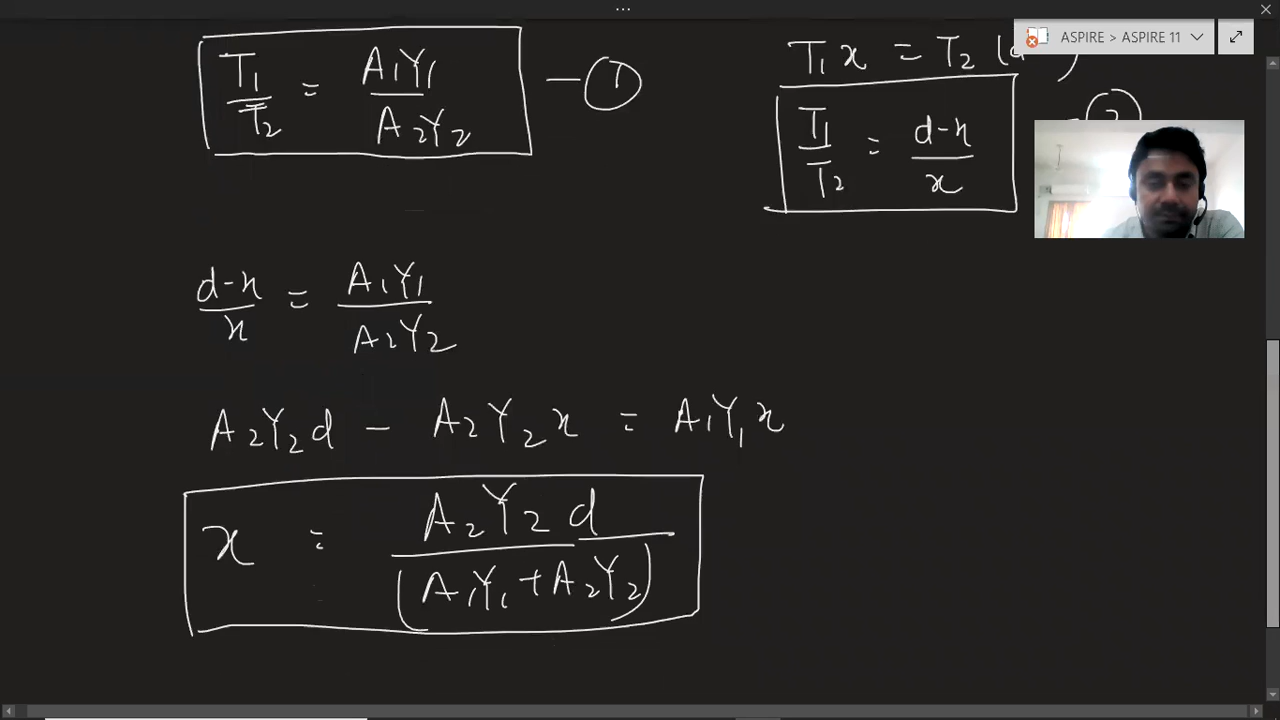 ASPIRE > ASPIRE 11
T₁/T₂ = A₁Y₁/A₂Y₂ — ①
T₁x = T₂ (d
T₁/T₂ = (d-x)/x
(d-x)/x = A₁Y₁/A₂Y₂
A₂Y₂d - A₂Y₂x = A₁Y₁x
x = A₂Y₂d/(A₁Y₁+A₂Y₂)